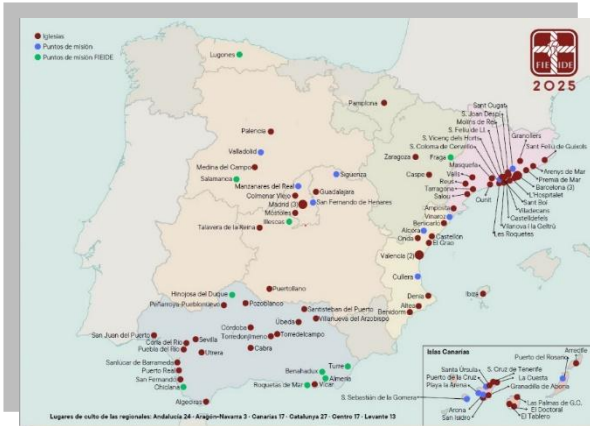 Iglesias
Puntos de misión
Puntos de misión FIEIDE
FIEIDE
2025
Lugones
Pamplona
Palencia
Valladolid
Medina del Campo
Salamanca
Manzanares del Real
Colmenar Viejo
Madrid (3)
Móstoles
Illescas
Talavera de la Reina
Sigüenza
Guadalajara
San Fernando de Henares
Zaragoza
Fraga
Caspe
Sant Cugat
S. Joan Despí
Molins de Rei
S. Feliu de Ll.
S. Vicenç dels Horts
S. Coloma de Cervelló
Masquefa
Valls
Reus
Tarragona
Salou
Cunit
Granollers
Sant Feliu de Guíxols
Arenys de Mar
Premià de Mar
Barcelona (3)
L'Hospitalet
Sant Boi
Viladecans
Castelldefels
Vilanova i la Geltrú
Les Roquetes
Amposta
Vinaroz
Benicarló
Alcora
Onda
Castellón
El Grao
Valencia (2)
Cullera
Denia
Altea
Benidorm
Ibiza
Puertollano
Hinojosa del Duque
Peñarroya Pueblonuevo
Pozoblanco
Santisteban del Puerto
Villanueva del Arzobispo
Úbeda
Córdoba
Torredonjimeno
Torredelcampo
Cabra
San Juan del Puerto
Coria del Río
Puebla del Río
Sevilla
Utrera
Sanlúcar de Barrameda
Puerto Real
San Fernando
Chiclana
Algeciras
Turre
Benahadux
Almería
Roquetas de Mar
Vícar
Islas Canarias
Arrecife
Puerto del Rosario
Santa Úrsula
S. Cruz de Tenerife
Puerto de la Cruz
La Cuesta
Playa la Arena
Granadilla de Abona
S. Sebastián de la Gomera
Arona
San Isidro
Las Palmas de G.C.
El Doctoral
El Tablero
Lugares de culto de las regionales: Andalucía 24 - Aragón-Navarra 3 - Canarias 17 - Catalunya 27 - Centro 17 - Levante 13